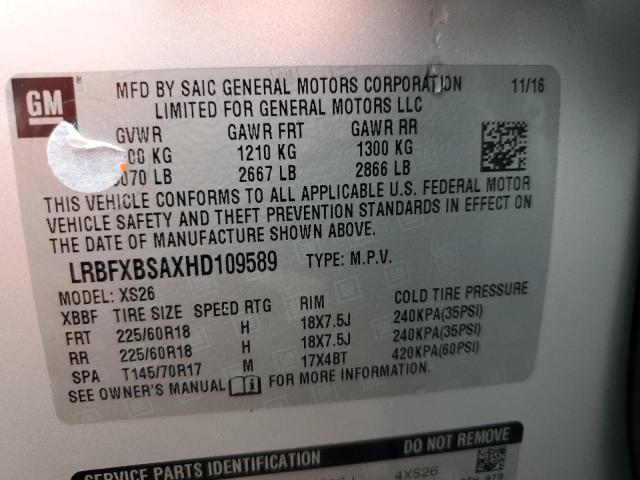 GM
MFD BY SAIC GENERAL MOTORS CORPORATION 11/16
LIMITED FOR GENERAL MOTORS LLC
GVWR GAWR FRT GAWR RR
KG 1210 KG 1300 KG
LB 2667 LB 2866 LB
THIS VEHICLE CONFORMS TO ALL APPLICABLE U.S. FEDERAL MOTOR
VEHICLE SAFETY AND THEFT PREVENTION STANDARDS IN EFFECT ON
THE DATE OF MANUFACTURE SHOWN ABOVE.
LRBFXBSAXHD109589 TYPE: M.P.V.
MODEL: XS26
XBBF TIRE SIZE SPEED RTG RIM COLD TIRE PRESSURE
FRT 225/60R18 H 18X7.5J 240KPA(35PSI)
RR 225/60R18 H 18X7.5J 240KPA(35PSI)
SPA T145/70R17 M 17X4BT 420KPA(60PSI)
SEE OWNER'S MANUAL FOR MORE INFORMATION.
SERVICE PARTS IDENTIFICATION DO NOT REMOVE
4XS26